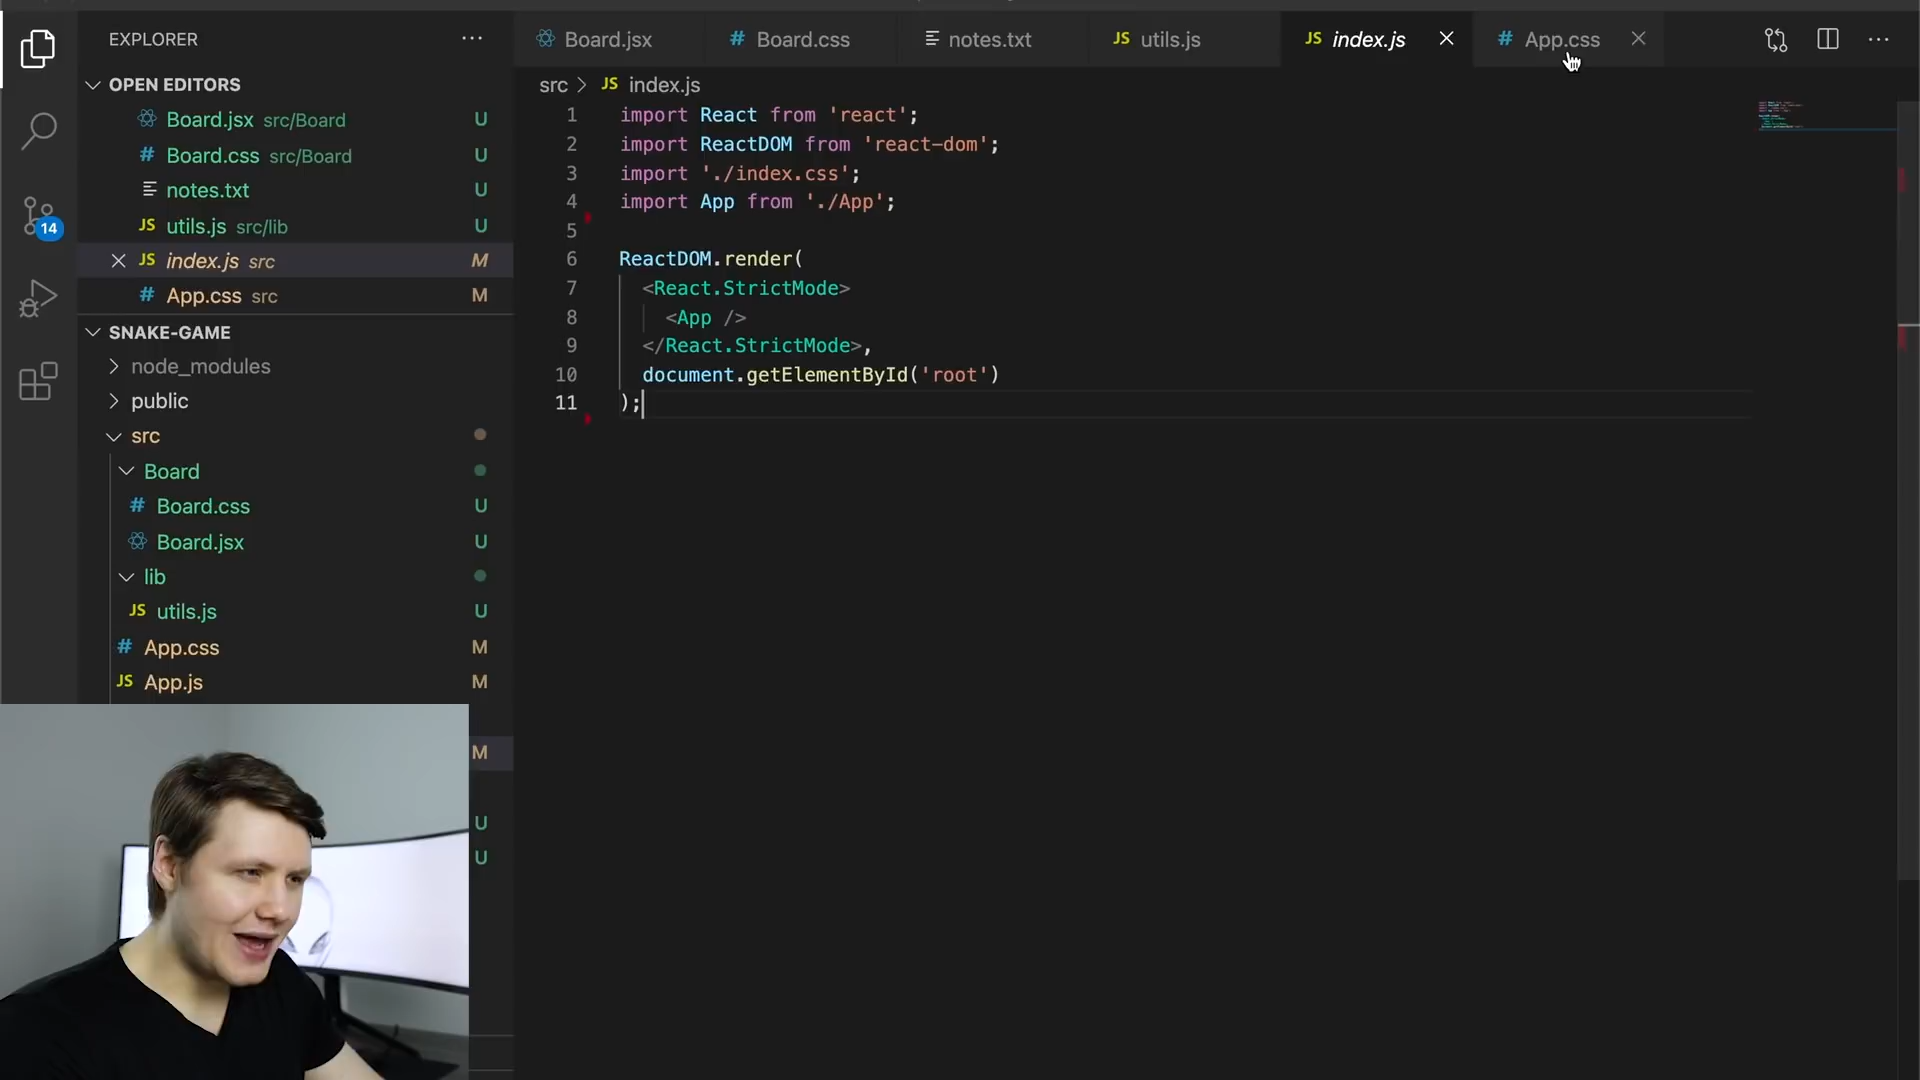 EXPLORER
OPEN EDITORS
Board.jsx src/Board U
# Board.css src/Board U
notes.txt U
JS utils.js src/lib U
JS index.js src M
# App.css src M
SNAKE-GAME
node_modules
public
src
Board
# Board.css U
Board.jsx U
lib
JS utils.js U
# App.css M
JS App.js M
M
U
U
14
Board.jsx
# Board.css
notes.txt
JS utils.js
JS index.js
# App.css
src > JS index.js
1 import React from 'react';
2 import ReactDOM from 'react-dom';
3 import './index.css';
4 import App from './App';
5
6 ReactDOM.render(
7 <React.StrictMode>
8 <App />
9 </React.StrictMode>,
10 document.getElementById('root')
11 );